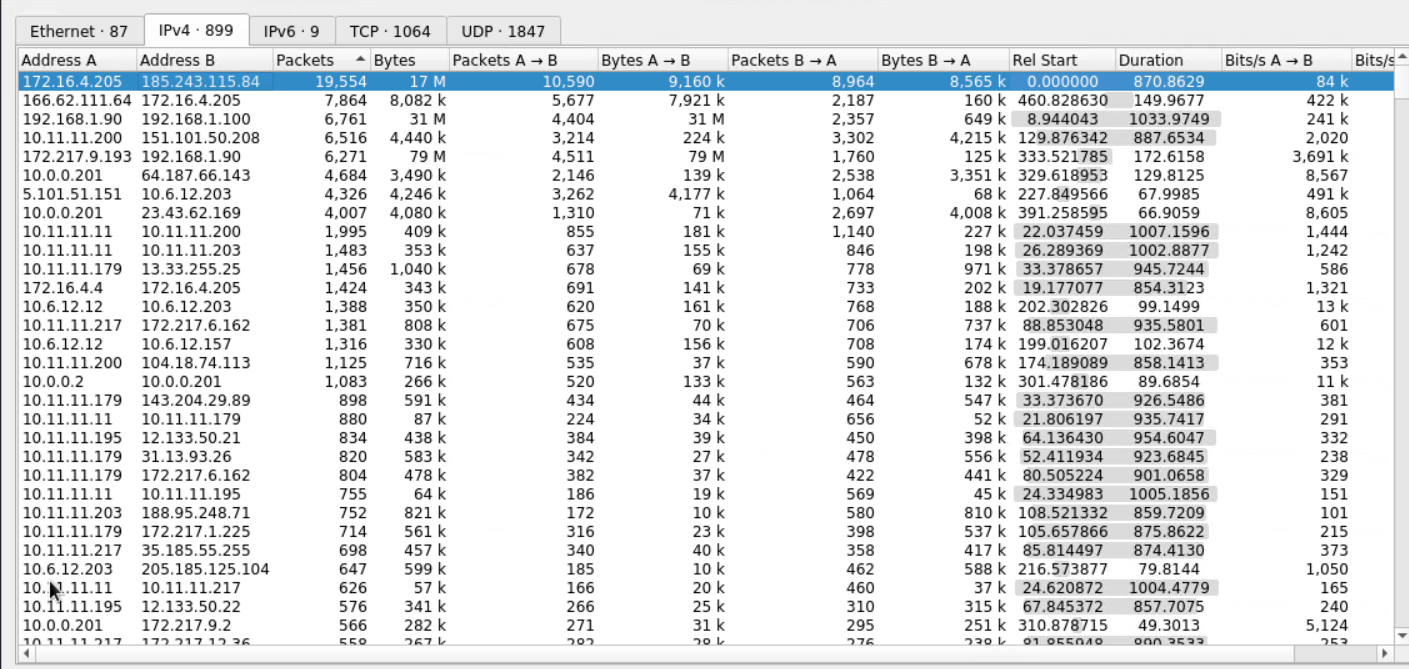 Ethernet · 87 IPv4 · 899 IPv6 · 9 TCP · 1064 UDP · 1847
Address A Address B Packets Bytes Packets A → B Bytes A → B Packets B → A Bytes B → A Rel Start Duration Bits/s A → B Bits/s
172.16.4.205 185.243.115.84 19,554 17 M 10,590 9,160 k 8,964 8,565 k 0.000000 870.8629 84 k
166.62.111.64 172.16.4.205 7,864 8,082 k 5,677 7,921 k 2,187 160 k 460.828630 149.9677 422 k
192.168.1.90 192.168.1.100 6,761 31 M 4,404 31 M 2,357 649 k 8.944043 1033.9749 241 k
10.11.11.200 151.101.50.208 6,516 4,440 k 3,214 224 k 3,302 4,215 k 129.876342 887.6534 2,020
172.217.9.193 192.168.1.90 6,271 79 M 4,511 79 M 1,760 125 k 333.521785 172.6158 3,691 k
10.0.0.201 64.187.66.143 4,684 3,490 k 2,146 139 k 2,538 3,351 k 329.618953 129.8125 8,567
5.101.51.151 10.6.12.203 4,326 4,246 k 3,262 4,177 k 1,064 68 k 227.849566 67.9985 491 k
10.0.0.201 23.43.62.169 4,007 4,080 k 1,310 71 k 2,697 4,008 k 391.258595 66.9059 8,605
10.11.11.11 10.11.11.200 1,995 409 k 855 181 k 1,140 227 k 22.037459 1007.1596 1,444
10.11.11.11 10.11.11.203 1,483 353 k 637 155 k 846 198 k 26.289369 1002.8877 1,242
10.11.11.179 13.33.255.25 1,456 1,040 k 678 69 k 778 971 k 33.378657 945.7244 586
172.16.4.4 172.16.4.205 1,424 343 k 691 141 k 733 202 k 19.177077 854.3123 1,321
10.6.12.12 10.6.12.203 1,388 350 k 620 161 k 768 188 k 202.302826 99.1499 13 k
10.11.11.217 172.217.6.162 1,381 808 k 675 70 k 706 737 k 88.853048 935.5801 601
10.6.12.12 10.6.12.157 1,316 330 k 608 156 k 708 174 k 199.016207 102.3674 12 k
10.11.11.200 104.18.74.113 1,125 716 k 535 37 k 590 678 k 174.189089 858.1413 353
10.0.0.2 10.0.0.201 1,083 266 k 520 133 k 563 132 k 301.478186 89.6854 11 k
10.11.11.179 143.204.29.89 898 591 k 434 44 k 464 547 k 33.373670 926.5486 381
10.11.11.11 10.11.11.179 880 87 k 224 34 k 656 52 k 21.806197 935.7417 291
10.11.11.195 12.133.50.21 834 438 k 384 39 k 450 398 k 64.136430 954.6047 332
10.11.11.179 31.13.93.26 820 583 k 342 27 k 478 556 k 52.411934 923.6845 238
10.11.11.179 172.217.6.162 804 478 k 382 37 k 422 441 k 80.505224 901.0658 329
10.11.11.11 10.11.11.195 755 64 k 186 19 k 569 45 k 24.334983 1005.1856 151
10.11.11.203 188.95.248.71 752 821 k 172 10 k 580 810 k 108.521332 859.7209 101
10.11.11.179 172.217.1.225 714 561 k 316 23 k 398 537 k 105.657866 875.8622 215
10.11.11.217 35.185.55.255 698 457 k 340 40 k 358 417 k 85.814497 874.4130 373
10.6.12.203 205.185.125.104 647 599 k 185 10 k 462 588 k 216.573877 79.8144 1,050
10.11.11.11 10.11.11.217 626 57 k 166 20 k 460 37 k 24.620872 1004.4779 165
10.11.11.195 12.133.50.22 576 341 k 266 25 k 310 315 k 67.845372 857.7075 240
10.0.0.201 172.217.9.2 566 282 k 271 31 k 295 251 k 310.878715 49.3013 5,124
10.11.11.217 172.217.12.36 558 267 k 282 28 k 276 238 k 81.855948 890.3533 253